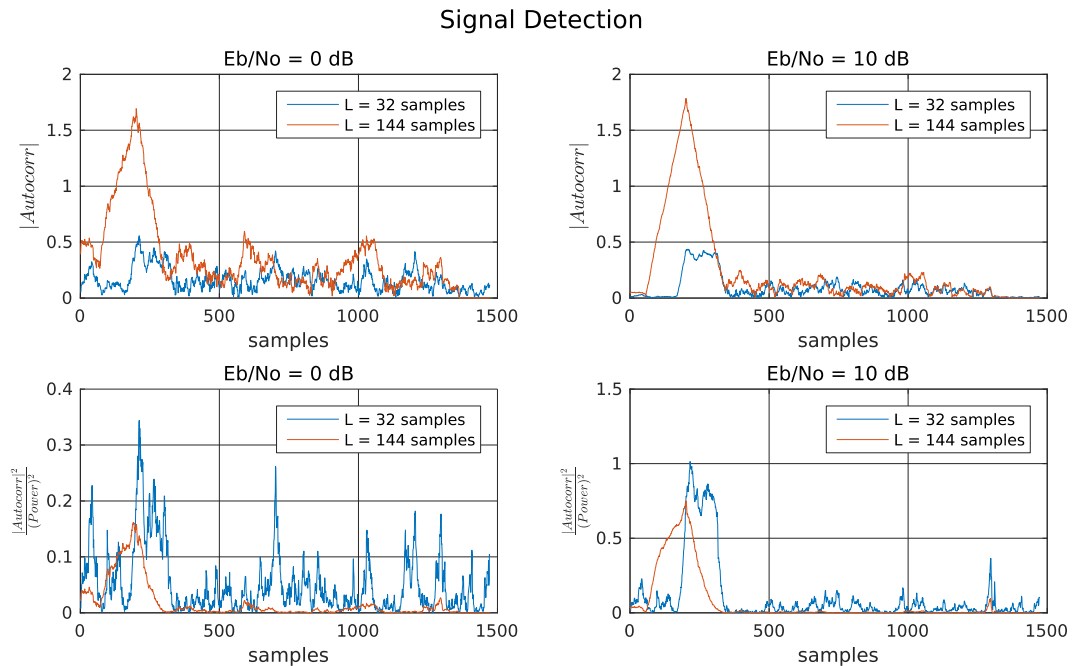 Signal Detection
Eb/No = 0 dB
2
1.5
1
0.5
0
0
500
1000
1500
|Autocorr|
samples
L = 32 samples
L = 144 samples
Eb/No = 10 dB
2
1.5
1
0.5
0
0
500
1000
1500
|Autocorr|
samples
L = 32 samples
L = 144 samples
Eb/No = 0 dB
0.4
0.3
0.2
0.1
0
0
500
1000
1500
|Autocorr|²
(Power)²
samples
L = 32 samples
L = 144 samples
Eb/No = 10 dB
1.5
1
0.5
0
0
500
1000
1500
|Autocorr|²
(Power)²
samples
L = 32 samples
L = 144 samples